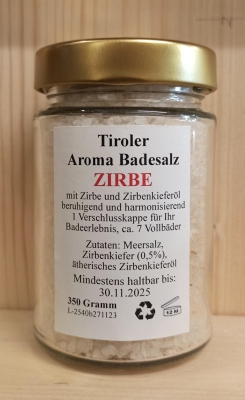 Tiroler
Aroma Badesalz
ZIRBE
mit Zirbe und Zirbenkieferöl
beruhigend und harmonisierend
1 Verschlusskappe für Ihr
Badeerlebnis, ca. 7 Vollbäder
Zutaten: Meersalz,
Zirbenkiefer (0,5%),
ätherisches Zirbenkieferöl
Mindestens haltbar bis:
30.11.2025
350 Gramm
L-2540b271123
12 M